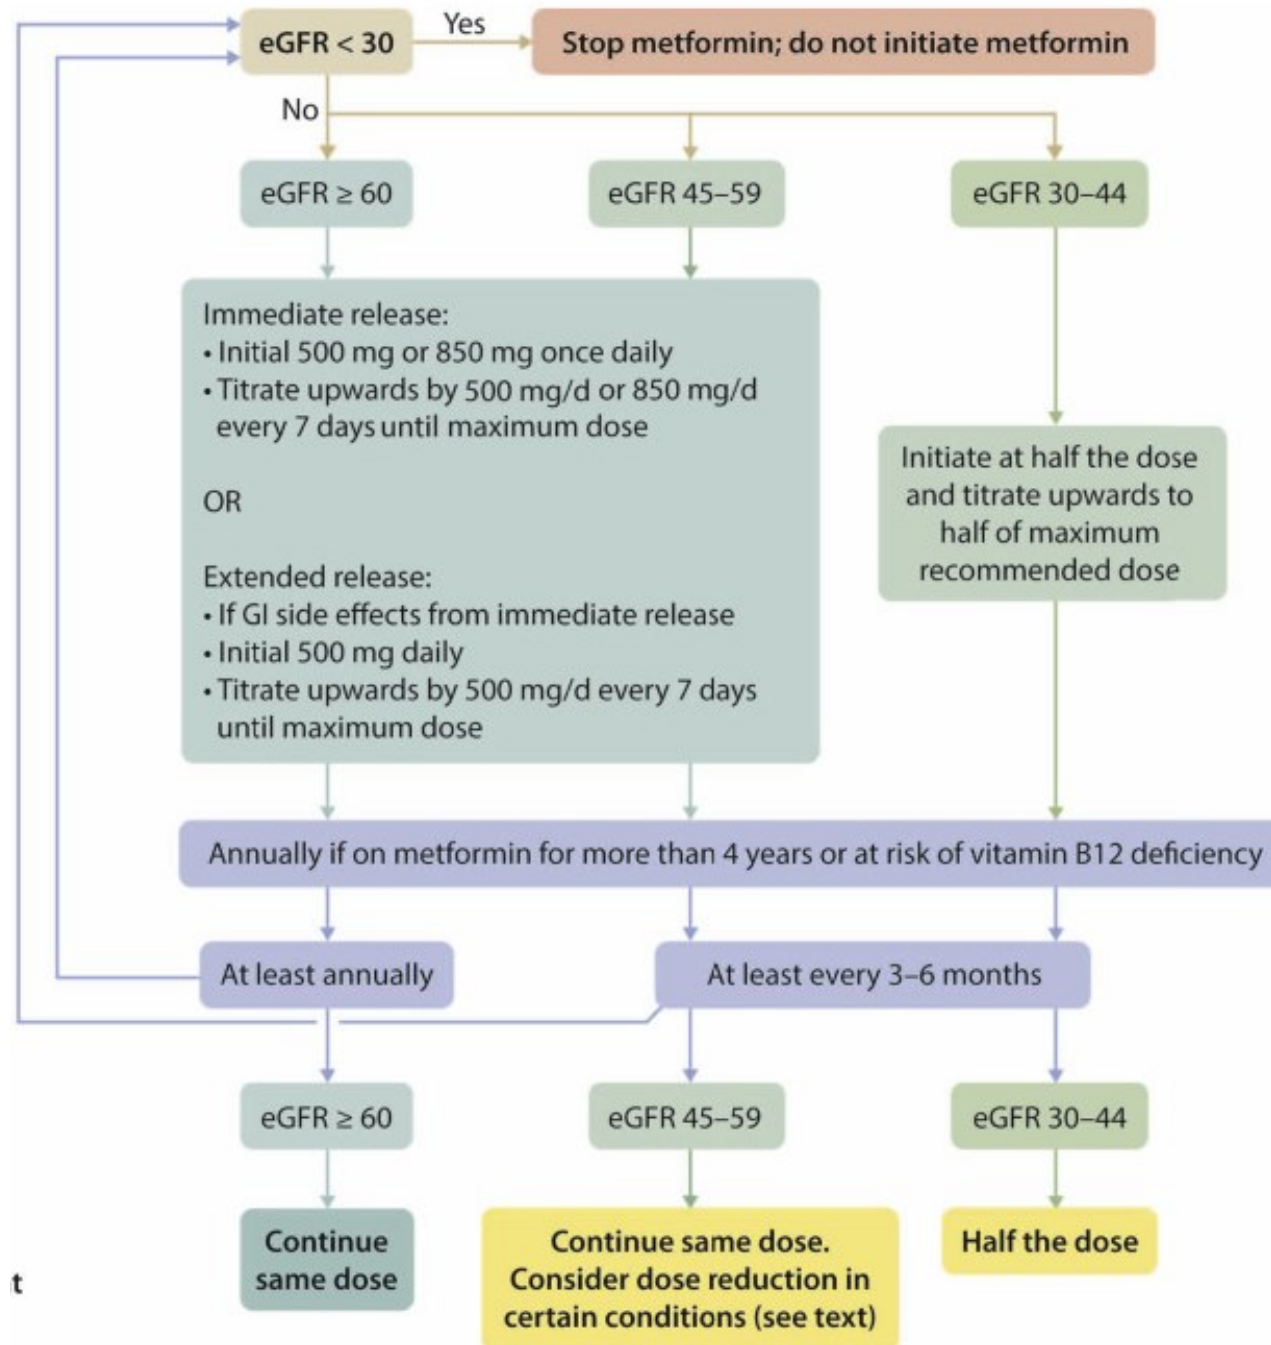 eGFR < 30
Yes
Stop metformin; do not initiate metformin
No
eGFR ≥ 60
eGFR 45–59
eGFR 30–44
Immediate release:
• Initial 500 mg or 850 mg once daily
• Titrate upwards by 500 mg/d or 850 mg/d
every 7 days until maximum dose
OR
Extended release:
• If GI side effects from immediate release
• Initial 500 mg daily
• Titrate upwards by 500 mg/d every 7 days
until maximum dose
Initiate at half the dose
and titrate upwards to
half of maximum
recommended dose
Annually if on metformin for more than 4 years or at risk of vitamin B12 deficiency
At least annually
At least every 3–6 months
eGFR ≥ 60
eGFR 45–59
eGFR 30–44
Continue
same dose
Continue same dose.
Consider dose reduction in
certain conditions (see text)
Half the dose
t